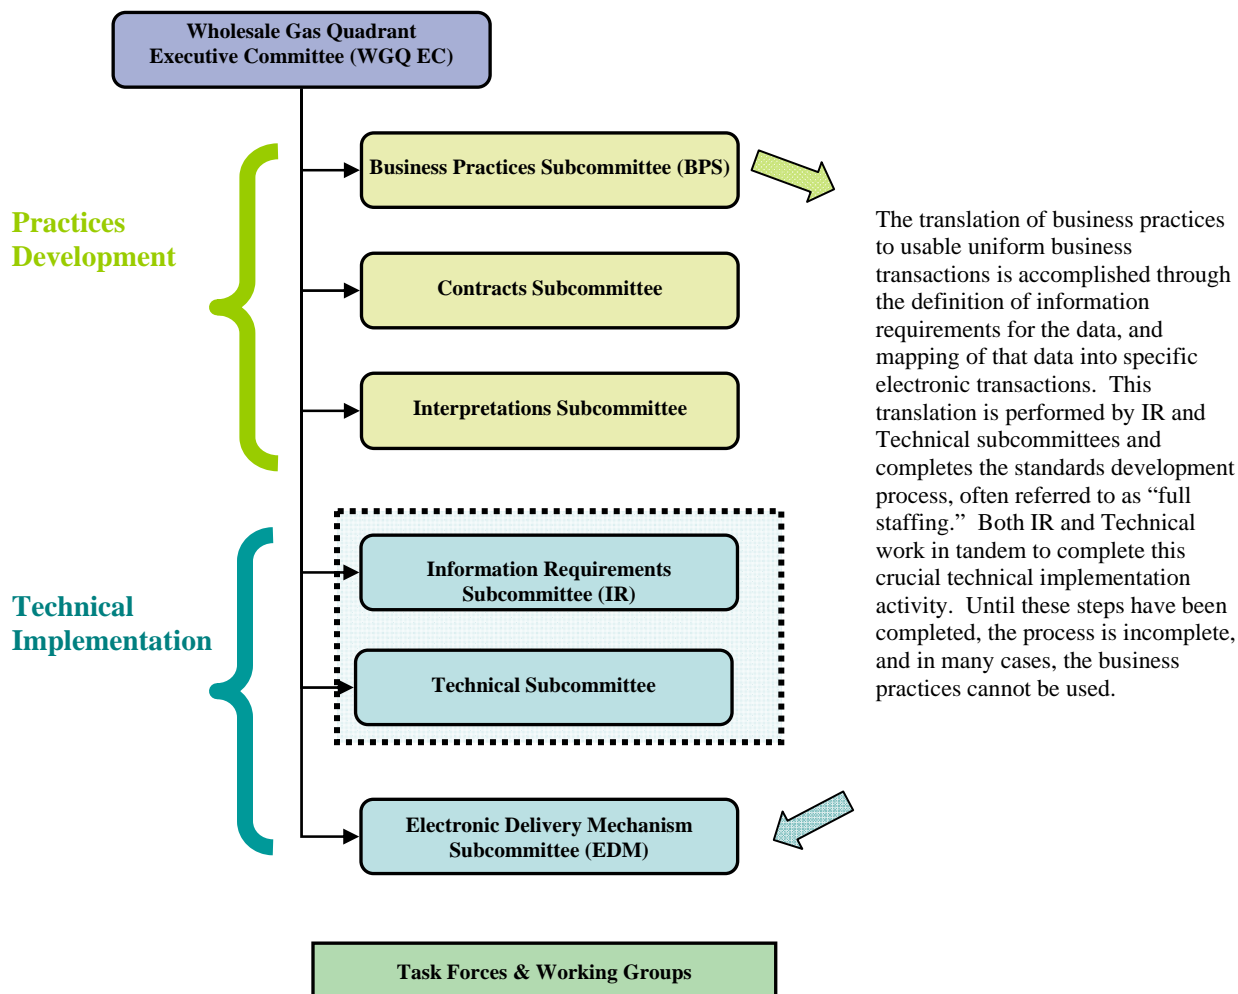 Wholesale Gas Quadrant
Executive Committee (WGQ EC)
Business Practices Subcommittee (BPS)
Practices
Development
Contracts Subcommittee
Interpretations Subcommittee
Information Requirements
Subcommittee (IR)
Technical
Implementation
Technical Subcommittee
Electronic Delivery Mechanism
Subcommittee (EDM)
Task Forces & Working Groups
The translation of business practices
to usable uniform business
transactions is accomplished through
the definition of information
requirements for the data, and
mapping of that data into specific
electronic transactions.  This
translation is performed by IR and
Technical subcommittees and
completes the standards development
process, often referred to as “full
staffing.”  Both IR and Technical
work in tandem to complete this
crucial technical implementation
activity.  Until these steps have been
completed, the process is incomplete,
and in many cases, the business
practices cannot be used.